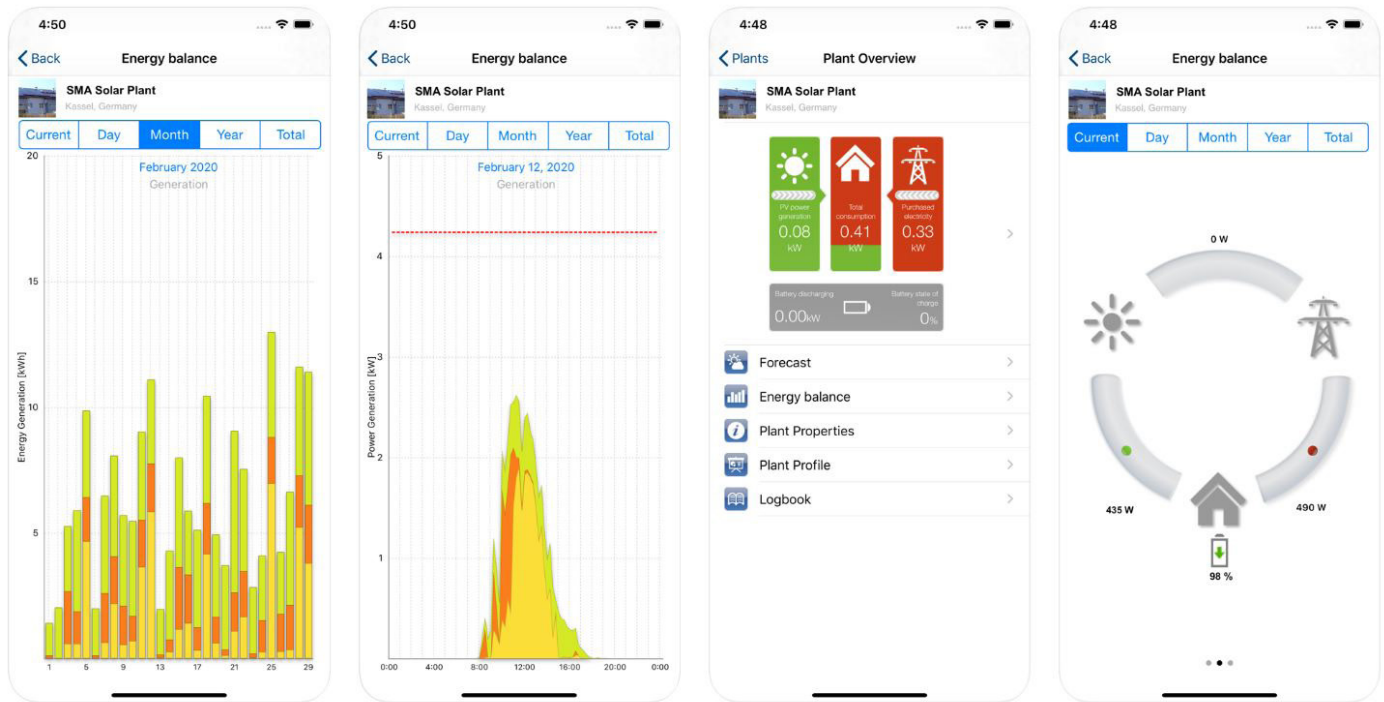 4:50
Back
Energy balance
SMA Solar Plant
Kassel, Germany
Current Day Month Year Total
February 2020
Generation
Energy Generation [kWh]
20
15
10
5
1 5 9 13 17 21 25 29
4:50
Back
Energy balance
SMA Solar Plant
Kassel, Germany
Current Day Month Year Total
February 12, 2020
Generation
Power Generation [kW]
5
4
3
2
1
0:00 4:00 8:00 12:00 16:00 20:00 0:00
4:48
Plants
Plant Overview
SMA Solar Plant
Kassel, Germany
PV power
generation
0.08
kW
Total
consumption
0.41
kW
Purchased
electricity
0.33
kW
Battery discharging
0.00kW
Battery state of
charge
0%
Forecast
Energy balance
Plant Properties
Plant Profile
Logbook
4:48
Back
Energy balance
SMA Solar Plant
Kassel, Germany
Current Day Month Year Total
0 W
435 W
490 W
98 %